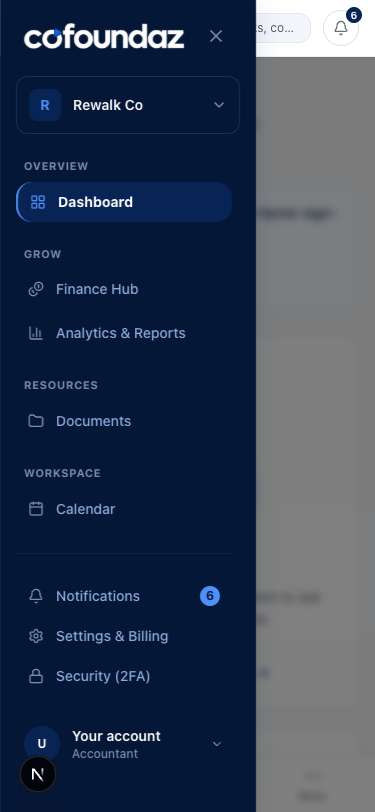 cofoundaz
s, co...
6
R
Rewalk Co
OVERVIEW
Dashboard
GROW
Finance Hub
Analytics & Reports
RESOURCES
Documents
WORKSPACE
Calendar
Notifications
6
Settings & Billing
Security (2FA)
U
Your account
Accountant
N